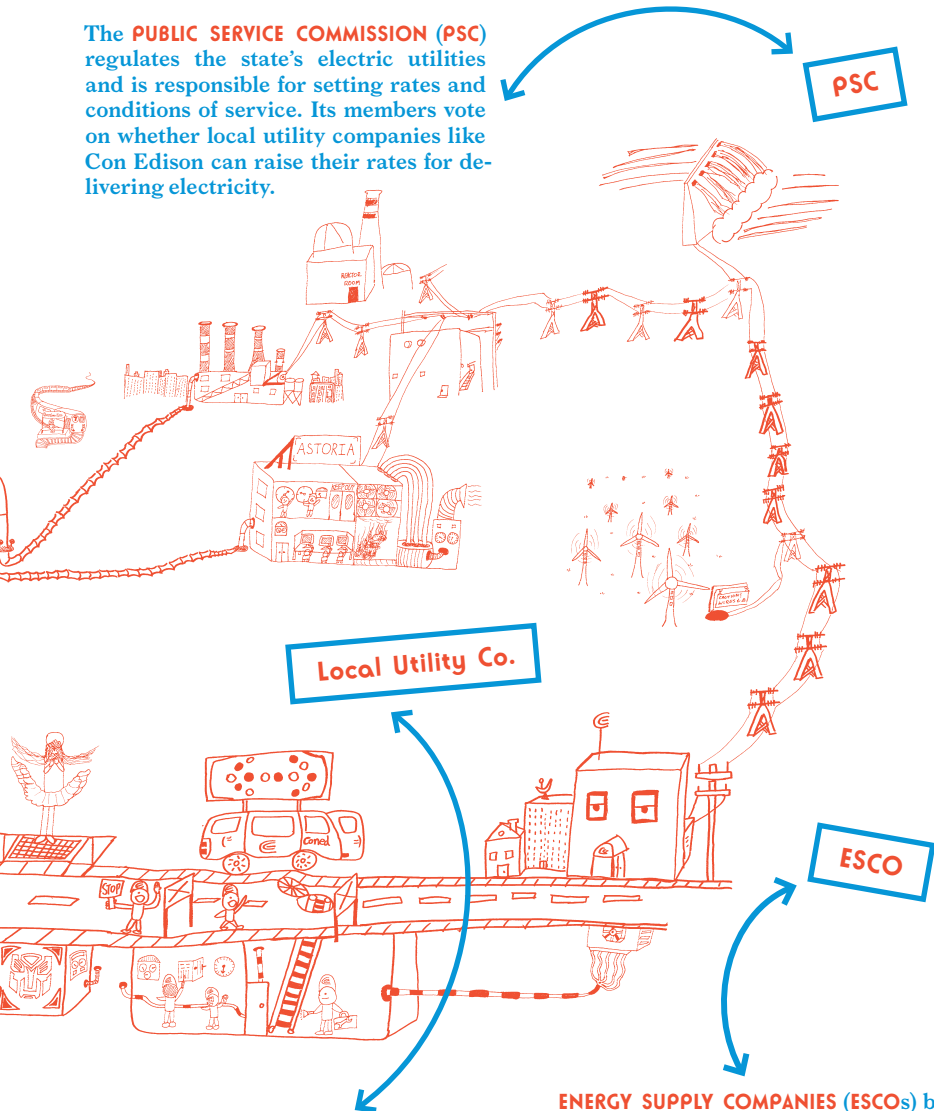 The PUBLIC SERVICE COMMISSION (PSC)
regulates the state's electric utilities
and is responsible for setting rates and
conditions of service. Its members vote
on whether local utility companies like
Con Edison can raise their rates for de-
livering electricity.
PSC
ROOM
ASTORIA
Local Utility Co.
conEd
STOP
ESCO
ENERGY SUPPLY COMPANIES (ESCOs) b